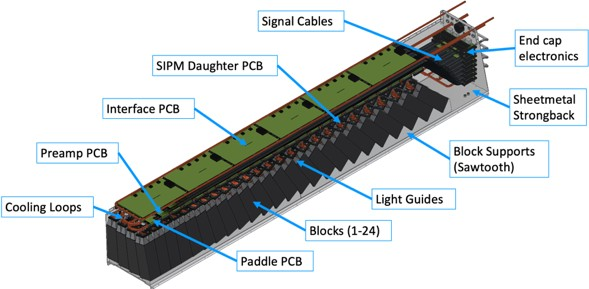 Signal Cables
End cap
electronics
SIPM Daughter PCB
Sheetmetal
Strongback
Interface PCB
Preamp PCB
Block Supports
(Sawtooth)
Light Guides
Cooling Loops
Blocks (1-24)
Paddle PCB